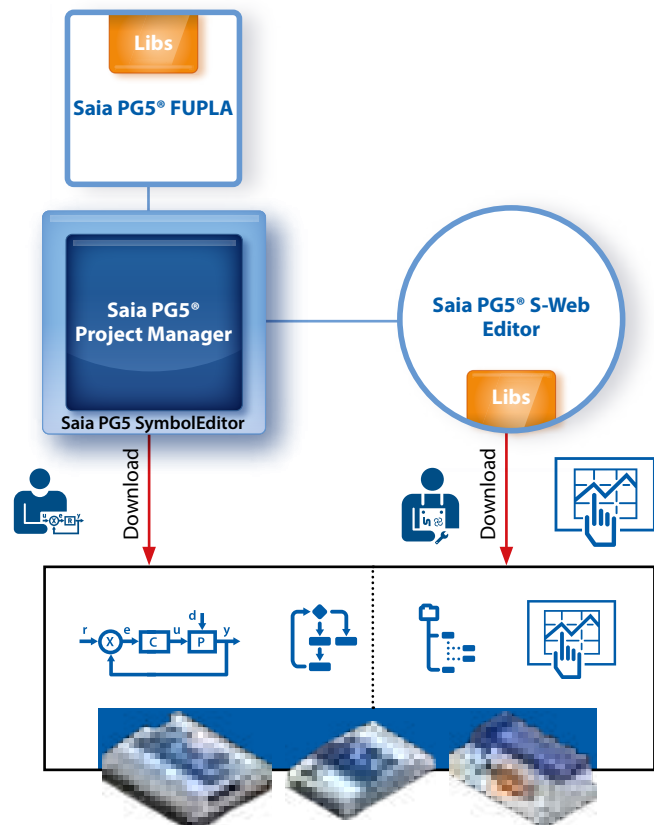 Libs
Saia PG5® FUPLA
Saia PG5®
Project Manager
Saia PG5 SymbolEditor
Saia PG5® S-Web
Editor
Libs
Download
Download
u e y
R
r e u d y
X C P